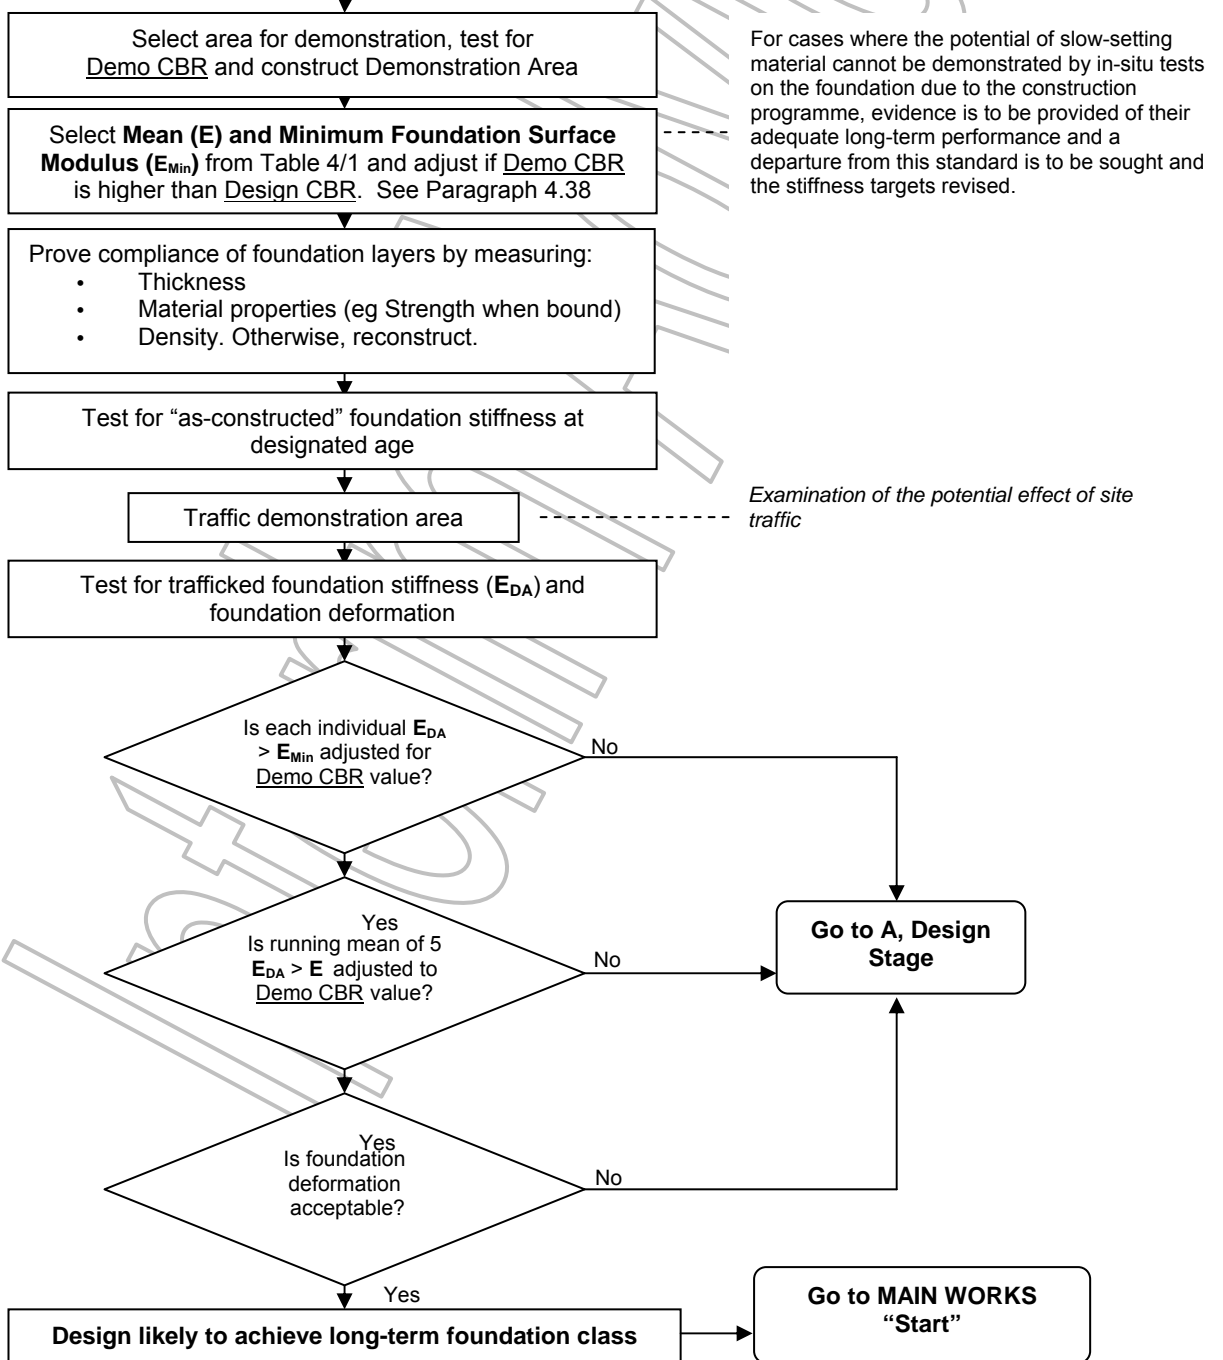 Select area for demonstration, test for
Demo CBR and construct Demonstration Area
For cases where the potential of slow-setting
material cannot be demonstrated by in-situ tests
on the foundation due to the construction
programme, evidence is to be provided of their
adequate long-term performance and a
departure from this standard is to be sought and
the stiffness targets revised.
Select Mean (E) and Minimum Foundation Surface
Modulus (EMin) from Table 4/1 and adjust if Demo CBR
is higher than Design CBR. See Paragraph 4.38
Prove compliance of foundation layers by measuring:
• Thickness
• Material properties (eg Strength when bound)
• Density. Otherwise, reconstruct.
Test for “as-constructed” foundation stiffness at
designated age
Traffic demonstration area
Examination of the potential effect of site
traffic
Test for trafficked foundation stiffness (EDA) and
foundation deformation
Is each individual EDA
> EMin adjusted for
Demo CBR value?
No
Yes
Is running mean of 5
EDA > E adjusted to
Demo CBR value?
No
Go to A, Design
Stage
Yes
Is foundation
deformation
acceptable?
No
Yes
Design likely to achieve long-term foundation class
Go to MAIN WORKS
“Start”